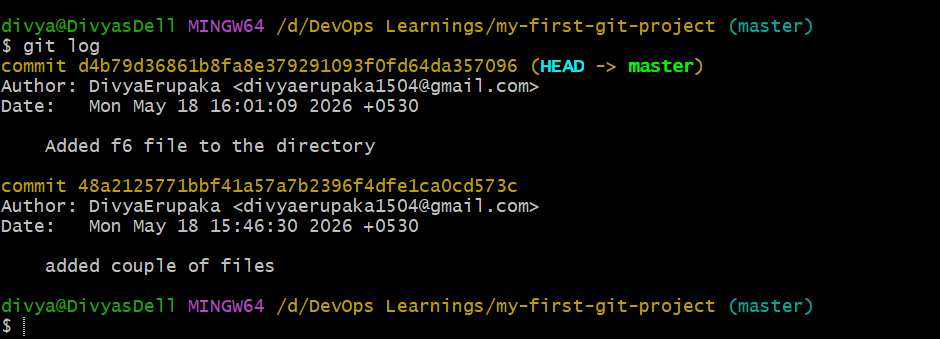 divya@DivyasDell MINGW64 /d/DevOps Learnings/my-first-git-project (master)
$ git log
commit d4b79d36861b8fa8e379291093f0fd64da357096 (HEAD -> master)
Author: DivyaErupaka <divyaerupaka1504@gmail.com>
Date:   Mon May 18 16:01:09 2026 +0530

    Added f6 file to the directory

commit 48a2125771bbf41a57a7b2396f4dfe1ca0cd573c
Author: DivyaErupaka <divyaerupaka1504@gmail.com>
Date:   Mon May 18 15:46:30 2026 +0530

    added couple of files

divya@DivyasDell MINGW64 /d/DevOps Learnings/my-first-git-project (master)
$